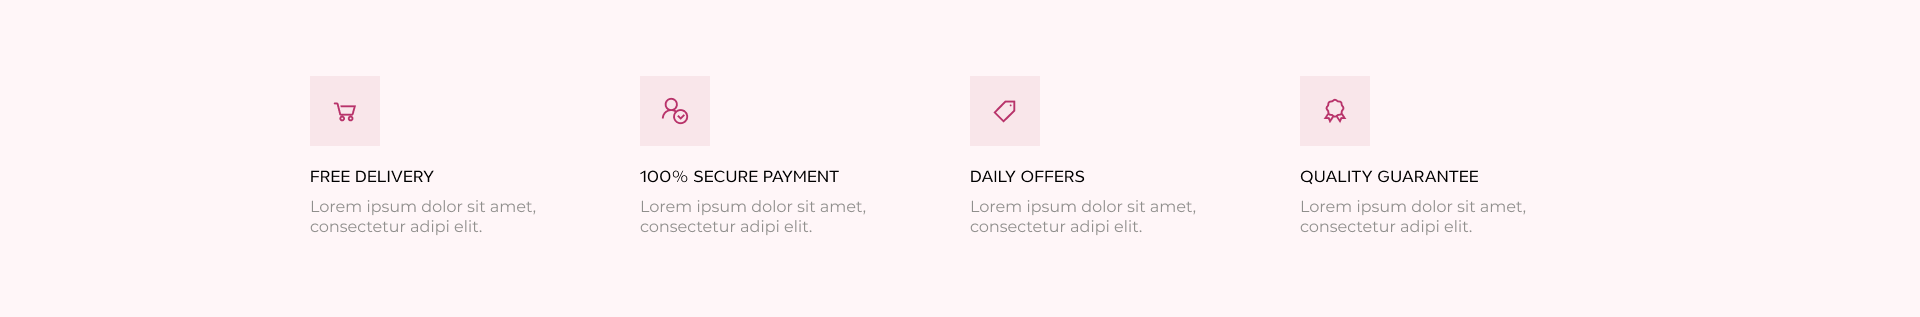 FREE DELIVERY
Lorem ipsum dolor sit amet,
consectetur adipi elit.
100% SECURE PAYMENT
Lorem ipsum dolor sit amet,
consectetur adipi elit.
DAILY OFFERS
Lorem ipsum dolor sit amet,
consectetur adipi elit.
QUALITY GUARANTEE
Lorem ipsum dolor sit amet,
consectetur adipi elit.